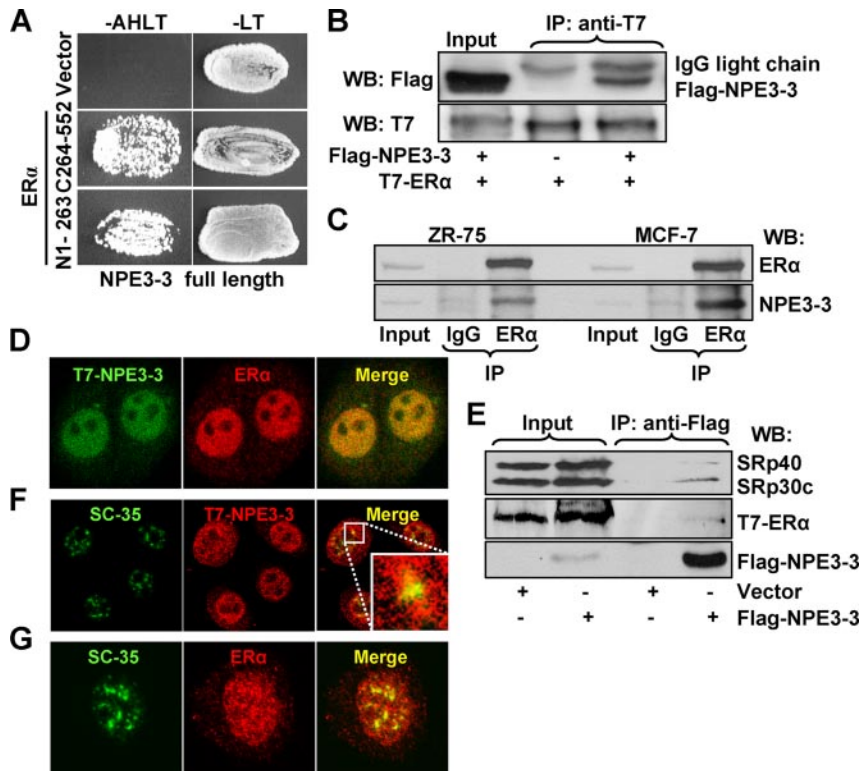 A
-AHLT
-LT
Vector
C264-552
N1- 263
ERα
NPE3-3 full length
B
Input
IP: anti-T7
WB: Flag
IgG light chain
Flag-NPE3-3
WB: T7
Flag-NPE3-3 + - +
T7-ERα + + +
C
ZR-75 MCF-7 WB:
ERα
NPE3-3
Input IgG ERα Input IgG ERα
IP IP
D
T7-NPE3-3 ERα Merge
E
Input IP: anti-Flag WB:
SRp40
SRp30c
T7-ERα
Flag-NPE3-3
+ - + - Vector
- + - + Flag-NPE3-3
F
SC-35 T7-NPE3-3 Merge
G
SC-35 ERα Merge